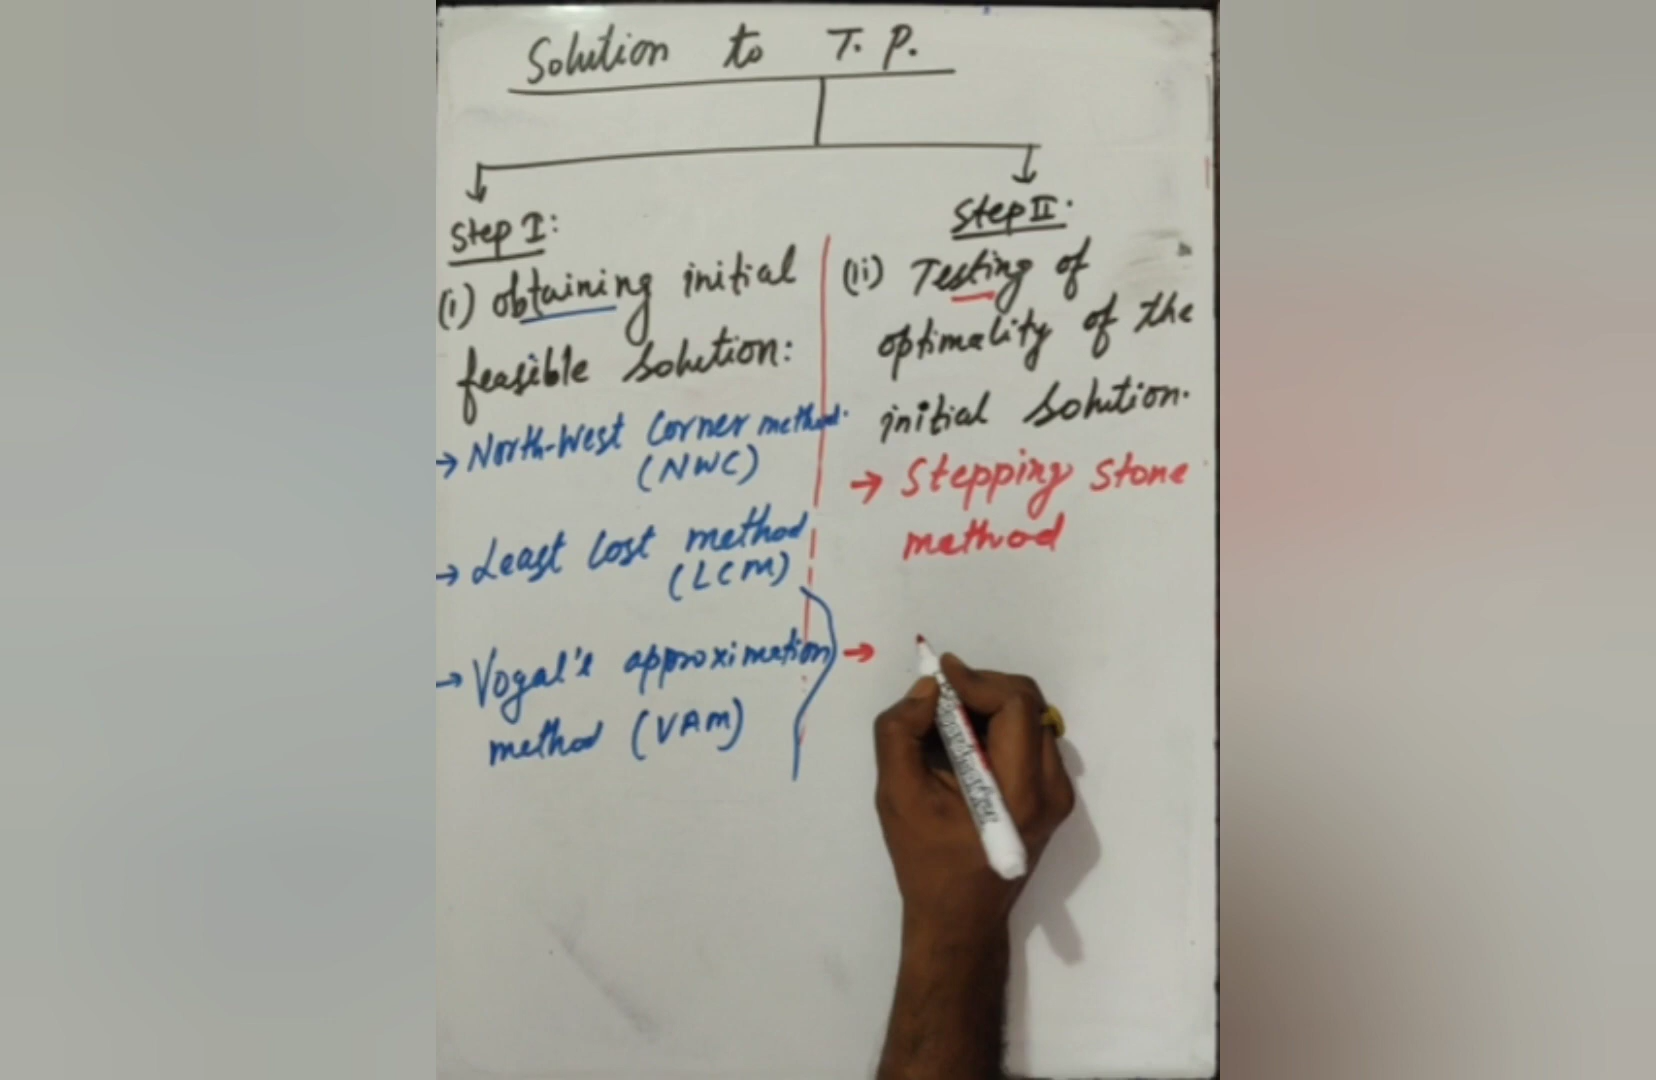 Solution to T. P.
Step I:
(i) obtaining initial
feasible solution:
→ North-West Corner method.
(NWC)
→ Least Cost method
(LCM)
→ Vogal's approximation
method (VAM)
Step II.
(ii) Testing of
optimality of the
initial solution.
→ Stepping Stone
method
→